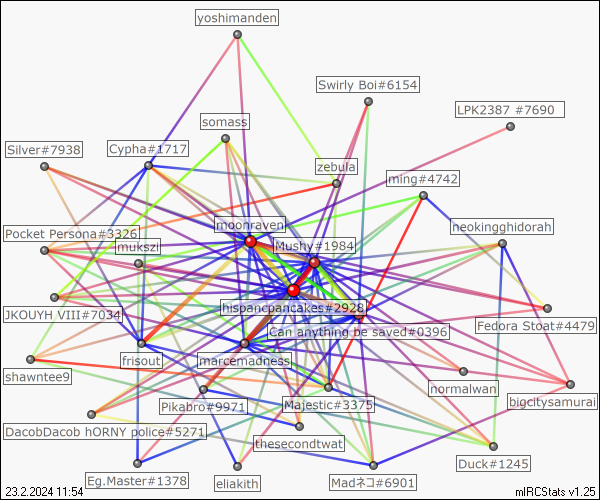 yoshimanden
Swirly Boi#6154
LPK2387 #7690
somass
Silver#7938
Cypha#1717
zebula
ming#4742
moonraven
neokingghidorah
Pocket Persona#3326
mukszi
Mushy#1984
hispancpancakes#2928
JKOUYH VIII#7034
Fedora Stoat#4479
Can anything be saved#0396
frisout
marcemadness
shawntee9
normalwan
bigcitysamurai
Pikabro#9971
Majestic#3375
DacobDacob hORNY police#5271
thesecondtwat
Duck#1245
Eg.Master#1378
eliakith
Madネコ#6901
23.2.2024 11:54
mIRCStats v1.25